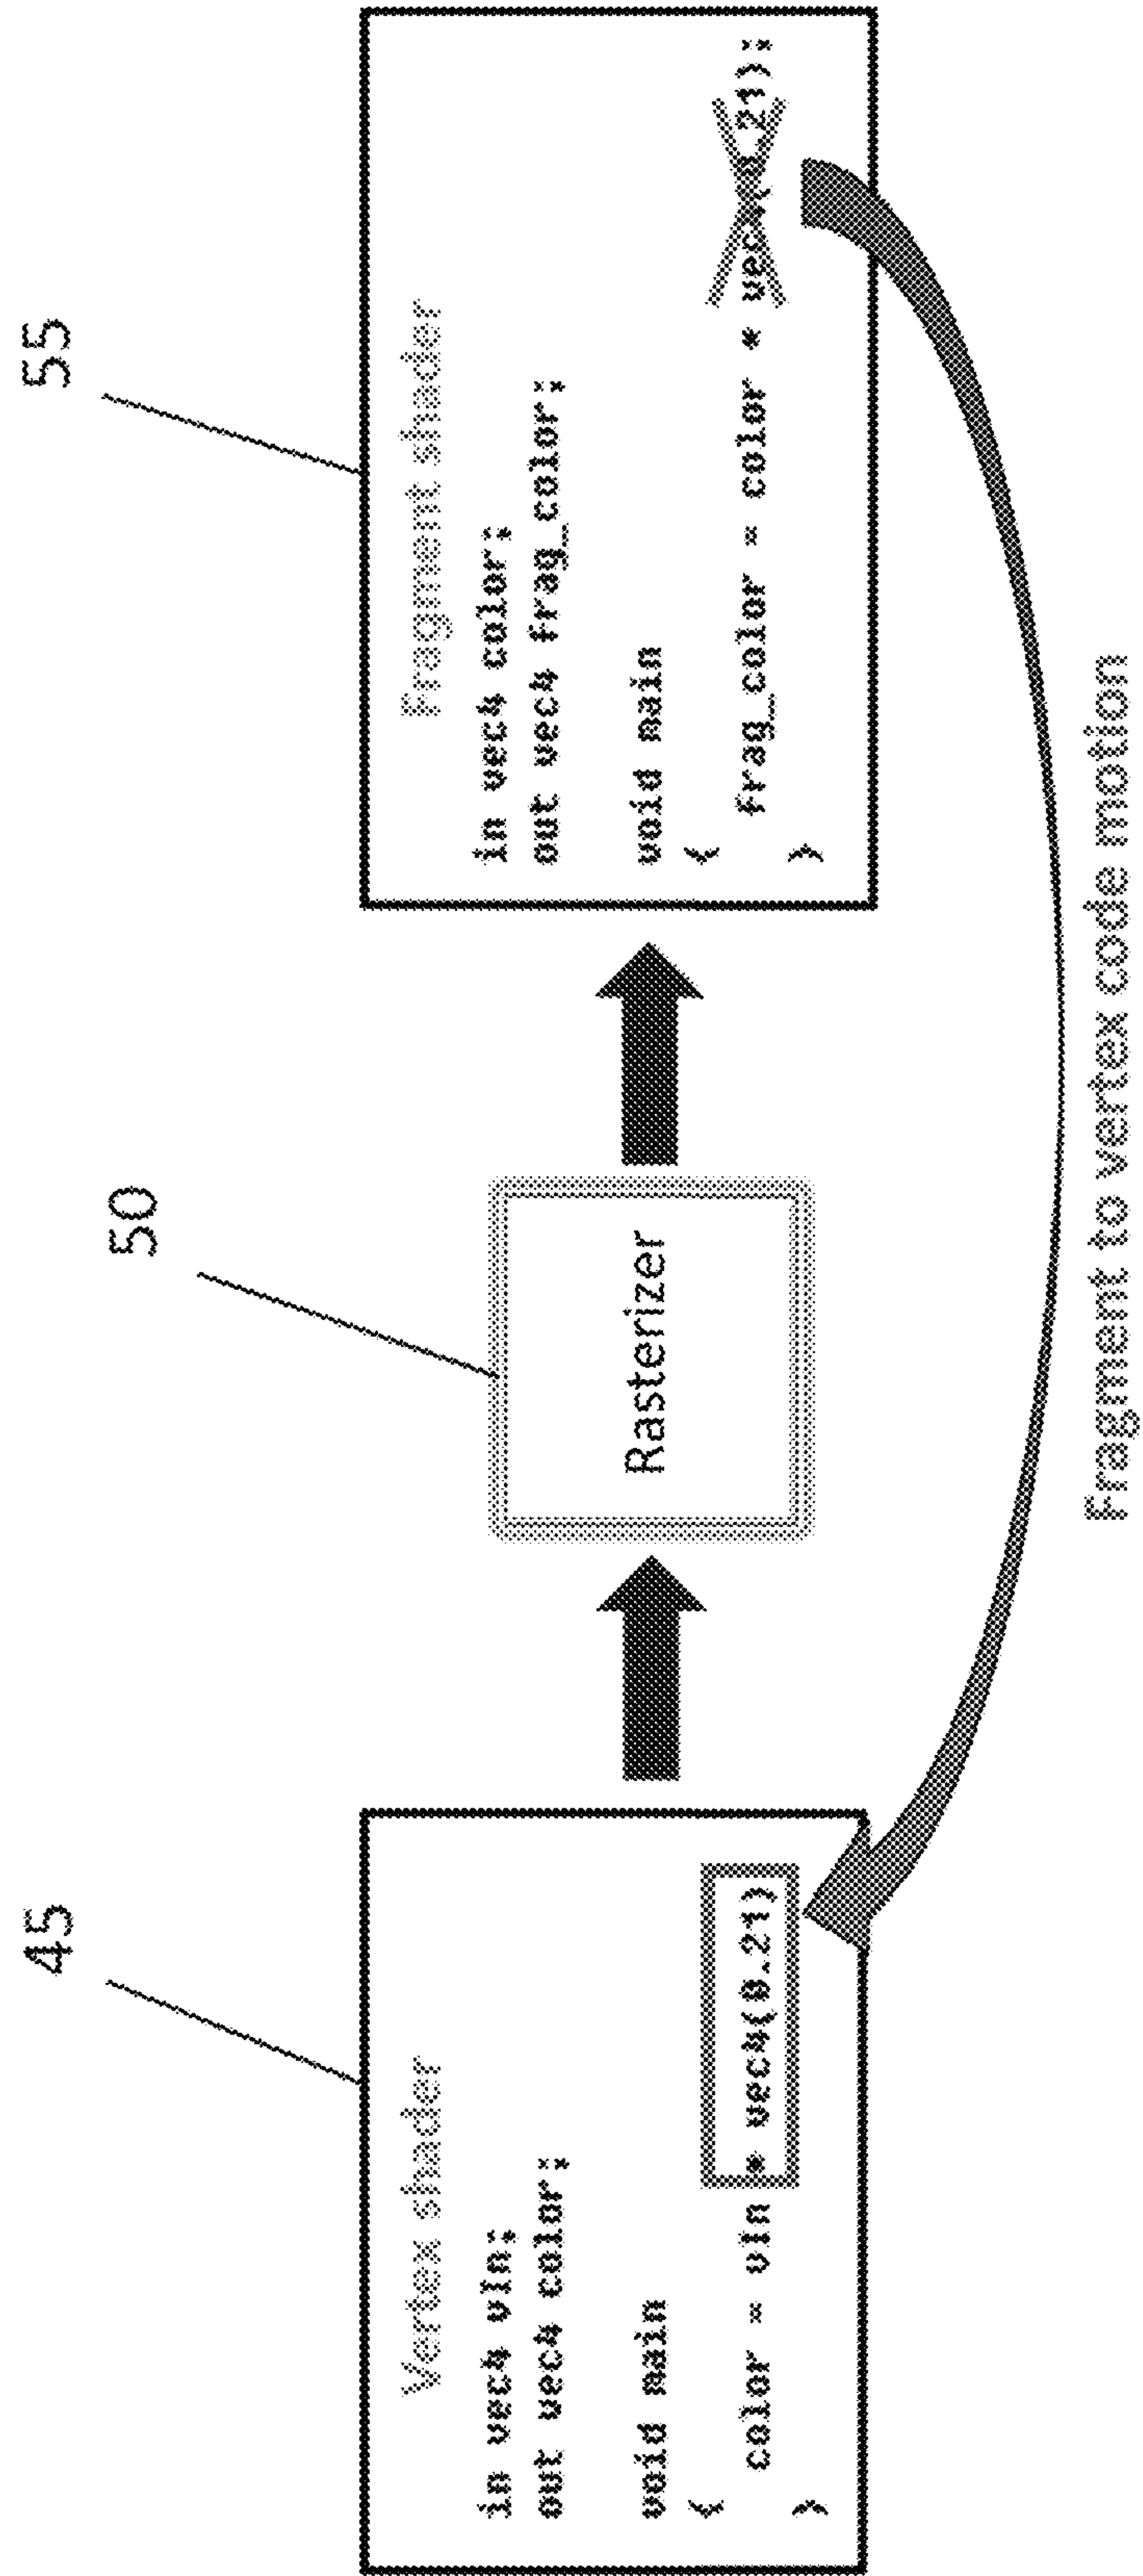 45
Vertex shader
in vec4 vin;
out vec4 color;
void main
{
color = vin * vec4(0.21)
}
50
Rasterizer
55
Fragment shader
in vec4 color;
out vec4 frag_color;
void main
{
frag_color = color * vec4(0.21);
}
Fragment to vertex code motion